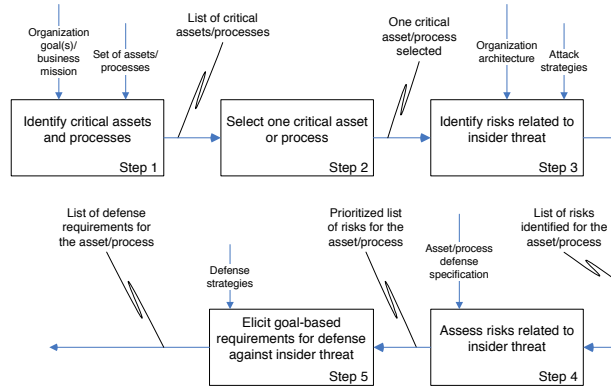 Organization
goal(s)/
business
mission
Set of assets/
processes
List of critical
assets/processes
One critical
asset/process
selected
Organization
architecture
Attack
strategies
Identify critical assets
and processes
Step 1
Select one critical asset
or process
Step 2
Identify risks related to
insider threat
Step 3
List of defense
requirements for
the asset/process
Defense
strategies
Prioritized list
of risks for the
asset/process
Asset/process
defense
specification
List of risks
identified for the
asset/process
Elicit goal-based
requirements for defense
against insider threat
Step 5
Assess risks related to
insider threat
Step 4